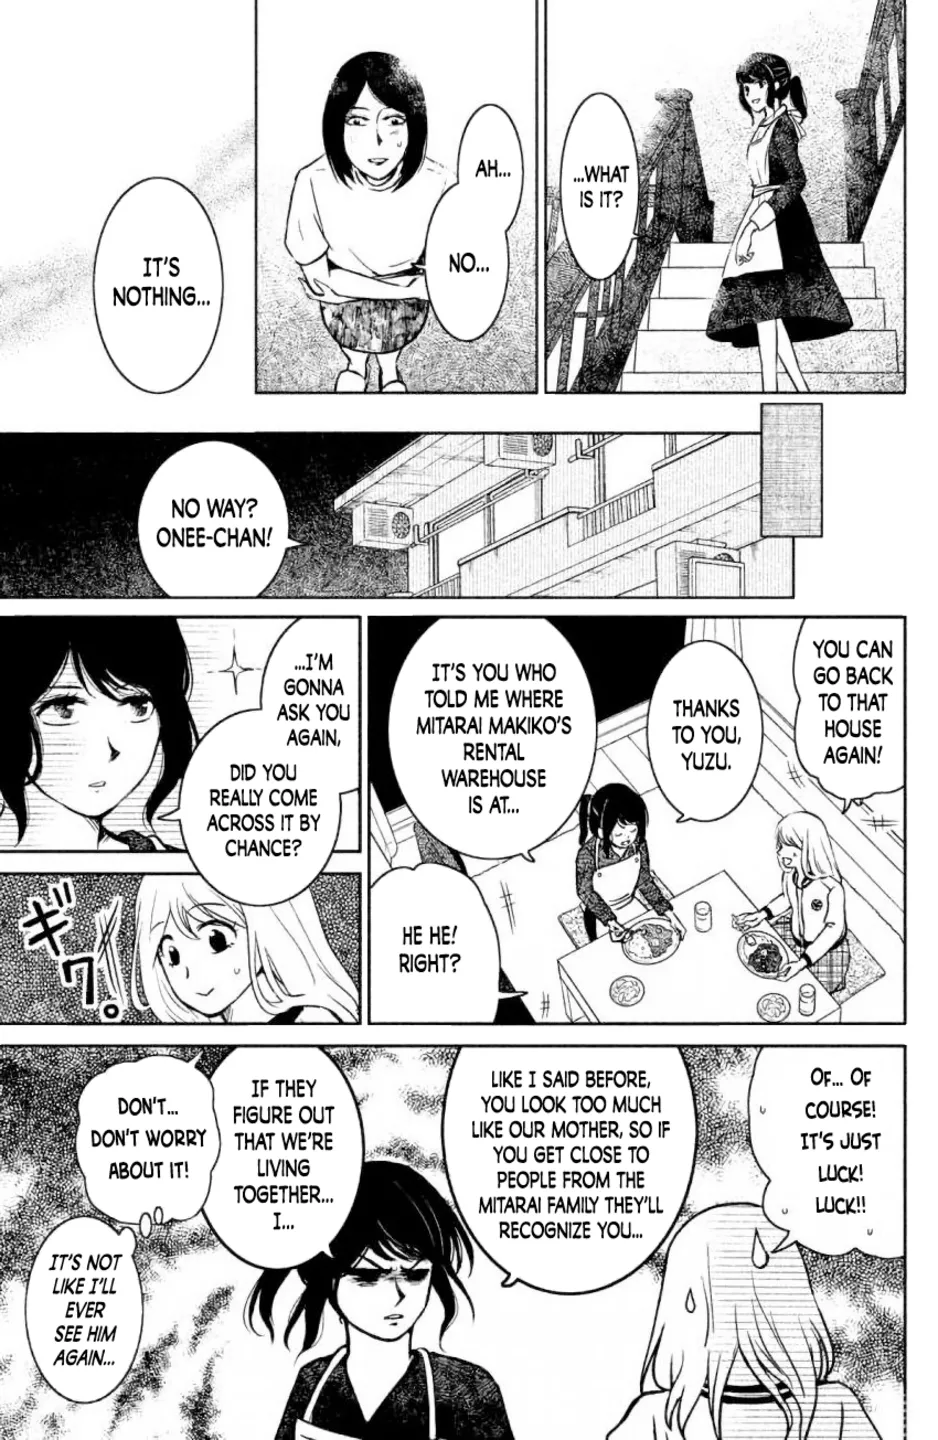 ...WHAT
IS IT?
AH...
NO...
IT'S
NOTHING...
NO WAY?
ONEE-CHAN!
YOU CAN
GO BACK
TO THAT
HOUSE
AGAIN!
THANKS
TO YOU,
YUZU.
IT'S YOU WHO
TOLD ME WHERE
MITARAI MAKIKO'S
RENTAL
WAREHOUSE
IS AT...
HE HE!
RIGHT?
...I'M
GONNA
ASK YOU
AGAIN,
DID YOU
REALLY COME
ACROSS IT BY
CHANCE?
ギクッ。
OF... OF
COURSE!
IT'S JUST
LUCK!
LUCK!!
LIKE I SAID BEFORE,
YOU LOOK TOO MUCH
LIKE OUR MOTHER, SO IF
YOU GET CLOSE TO
PEOPLE FROM THE
MITARAI FAMILY THEY'LL
RECOGNIZE YOU...
IF THEY
FIGURE OUT
THAT WE'RE
LIVING
TOGETHER...
I...
DON'T...
DON'T WORRY
ABOUT IT!
IT'S NOT
LIKE I'LL
EVER
SEE HIM
AGAIN...